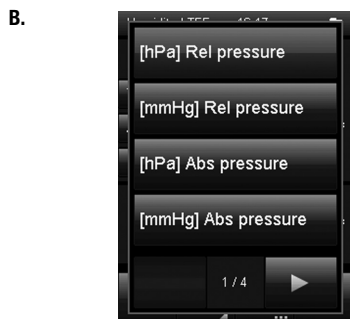 B.
[hPa] Rel pressure
[mmHg] Rel pressure
[hPa] Abs pressure
[mmHg] Abs pressure
1 / 4